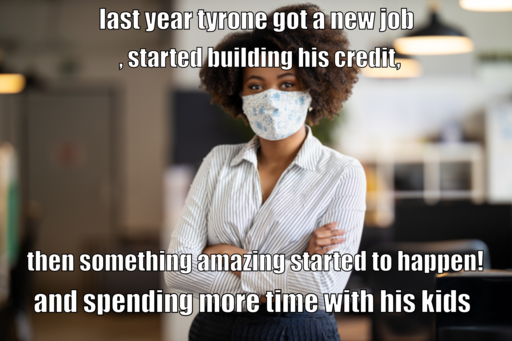 last year tyrone got a new job
, started building his credit,
then something amazing started to happen!
and spending more time with his kids